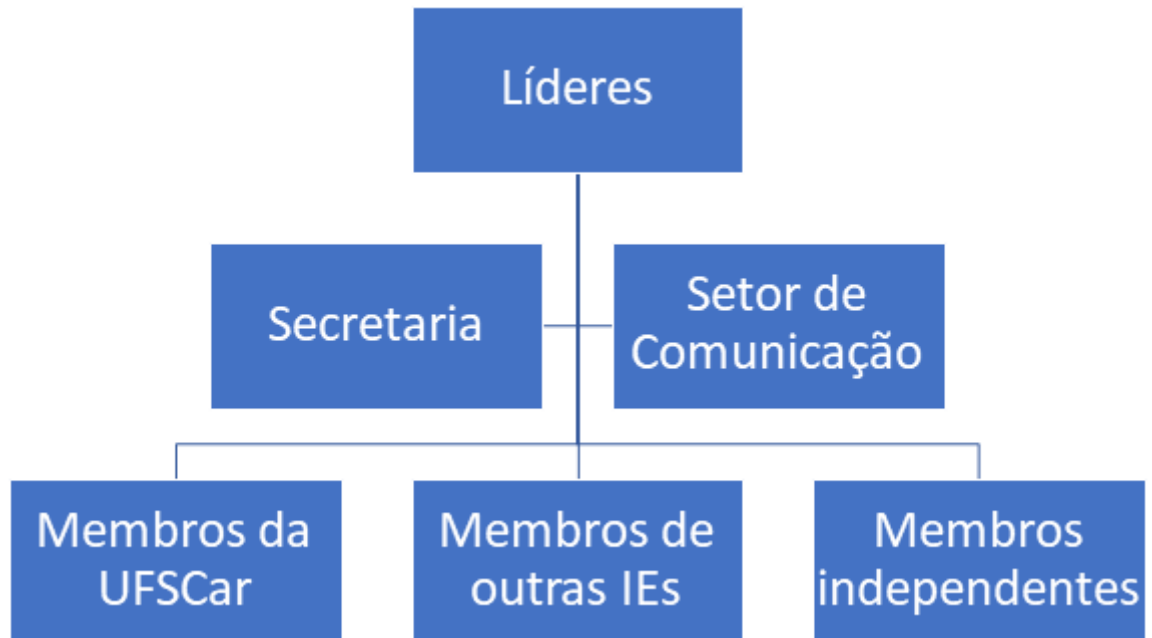 Líderes
Secretaria
Setor de
Comunicação
Membros da
UFSCar
Membros de
outras IEs
Membros
independentes